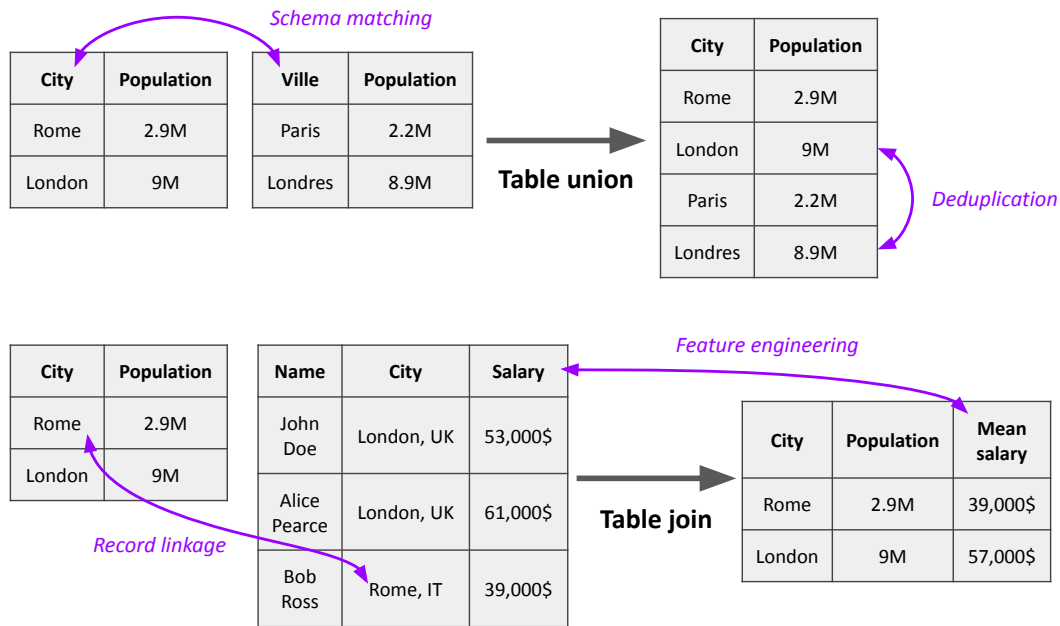 Schema matching
City Population
Rome 2.9M
London 9M
Ville Population
Paris 2.2M
Londres 8.9M
Table union
City Population
Rome 2.9M
London 9M
Paris 2.2M
Londres 8.9M
Deduplication
City Population
Rome 2.9M
London 9M
Record linkage
Name City Salary
John
Doe
London, UK 53,000$
Alice
Pearce
London, UK 61,000$
Bob
Ross
Rome, IT 39,000$
Feature engineering
Table join
City Population Mean
salary
Rome 2.9M 39,000$
London 9M 57,000$